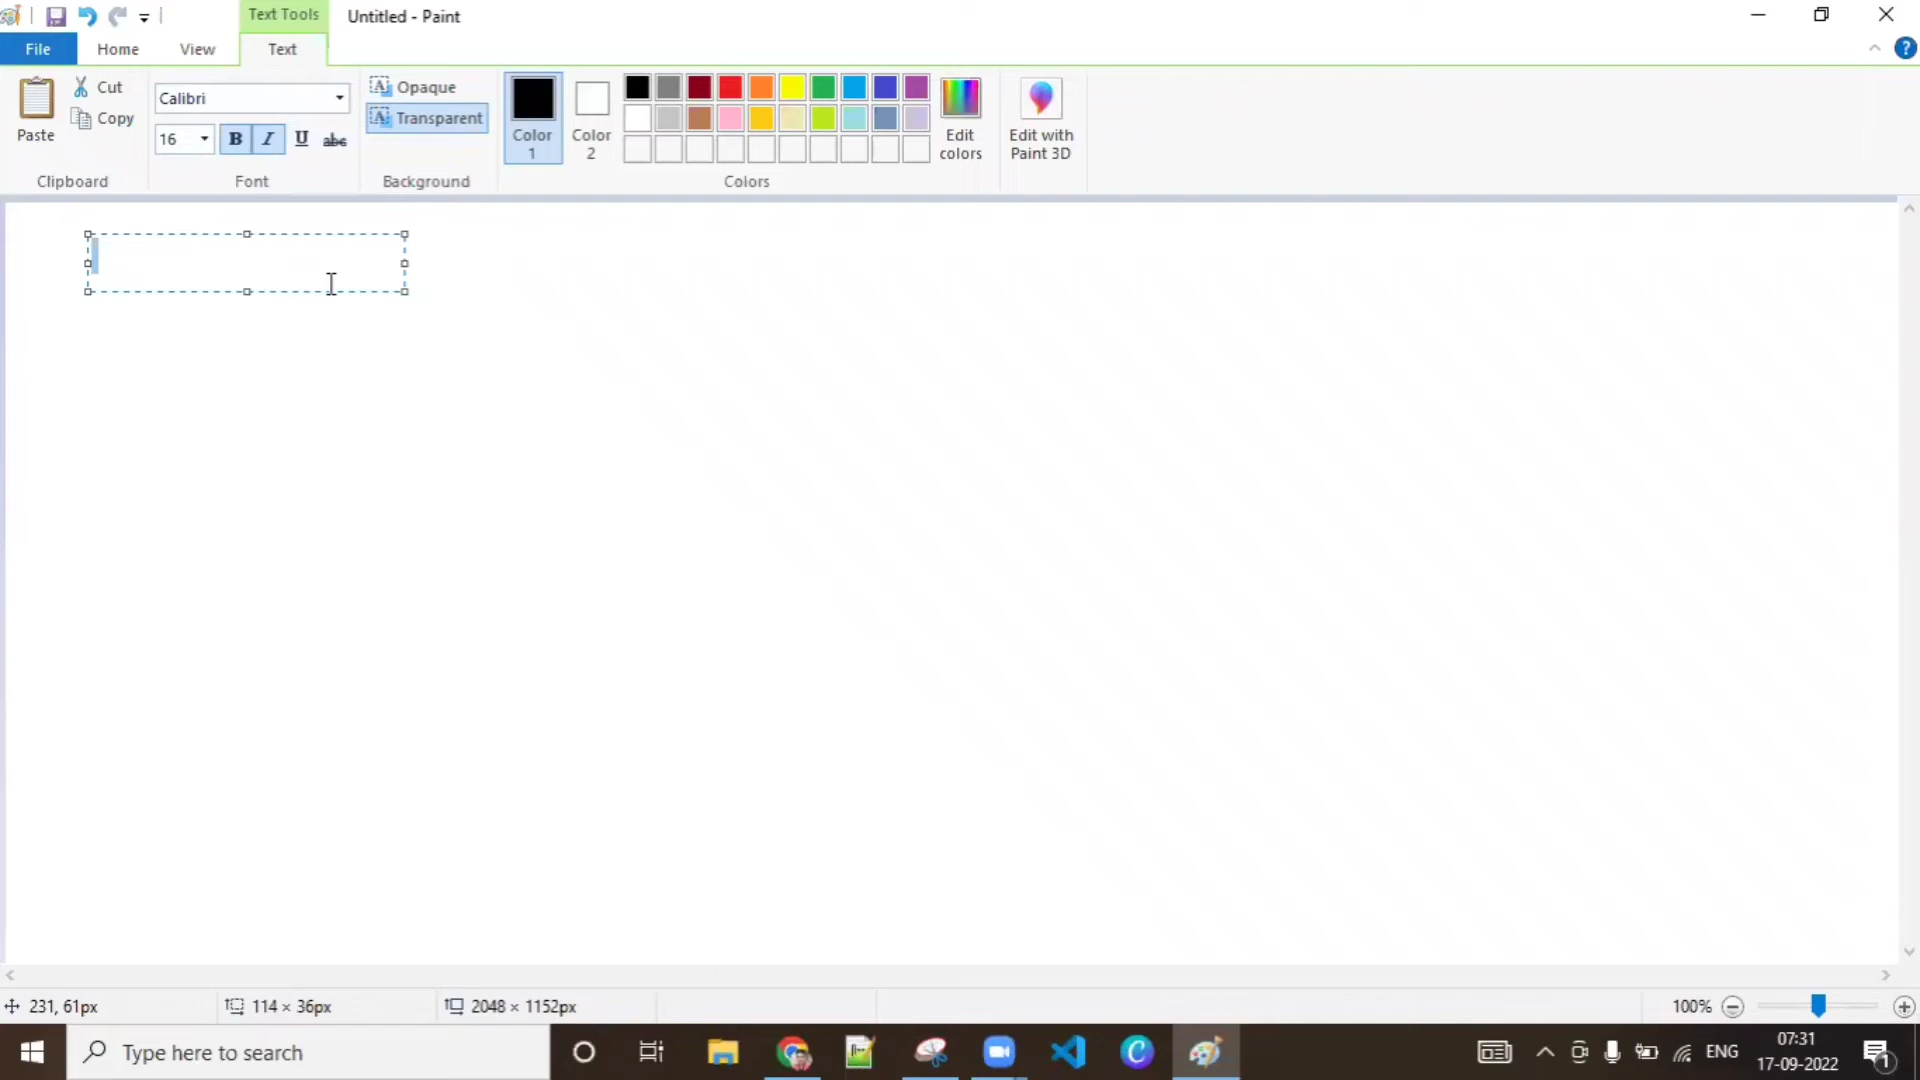 Text Tools Untitled - Paint
File Home View Text
Paste Cut Copy
Clipboard
Calibri
16 B I U abc
Font
Opaque
Transparent
Background
Color 1
Color 2
Edit colors
Colors
Edit with Paint 3D
231, 61px 114 × 36px 2048 × 1152px 100%
Type here to search ENG 07:31
17-09-2022
1